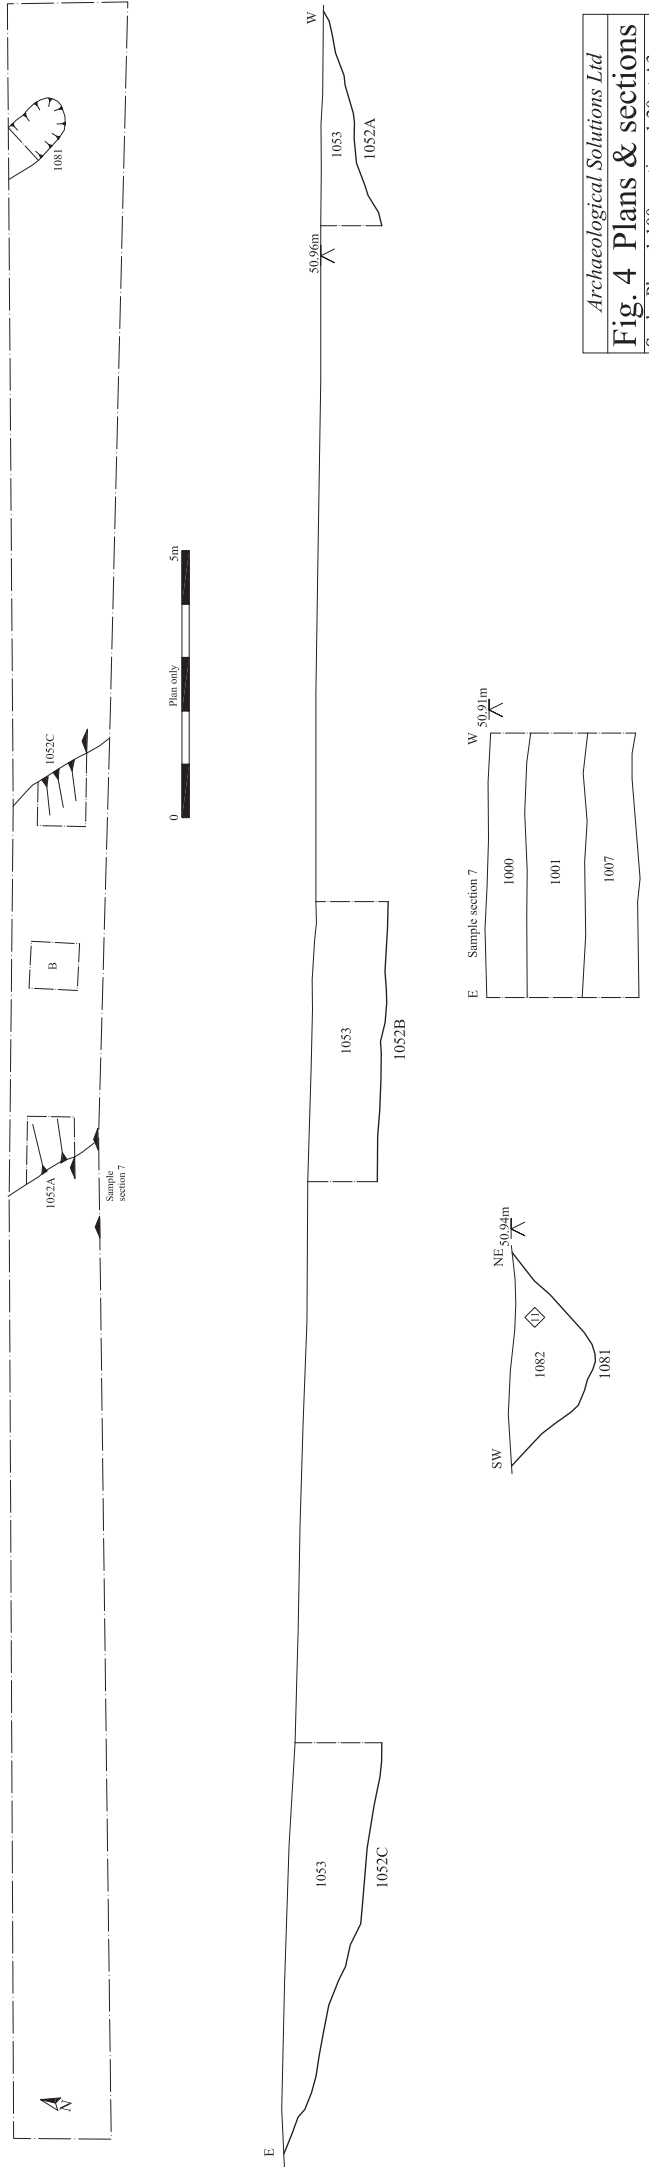 N
1052A
Sample
section 7
B
1052C
1081
0
Plan only
5m
E
W
50.96m
1053
1053
1053
1052C
1052B
1052A
SW
NE
50.94m
11
1082
1081
E
Sample section 7
W
50.91m
1000
1001
1007
Archaeological Solutions Ltd
Fig. 4 Plans & sections